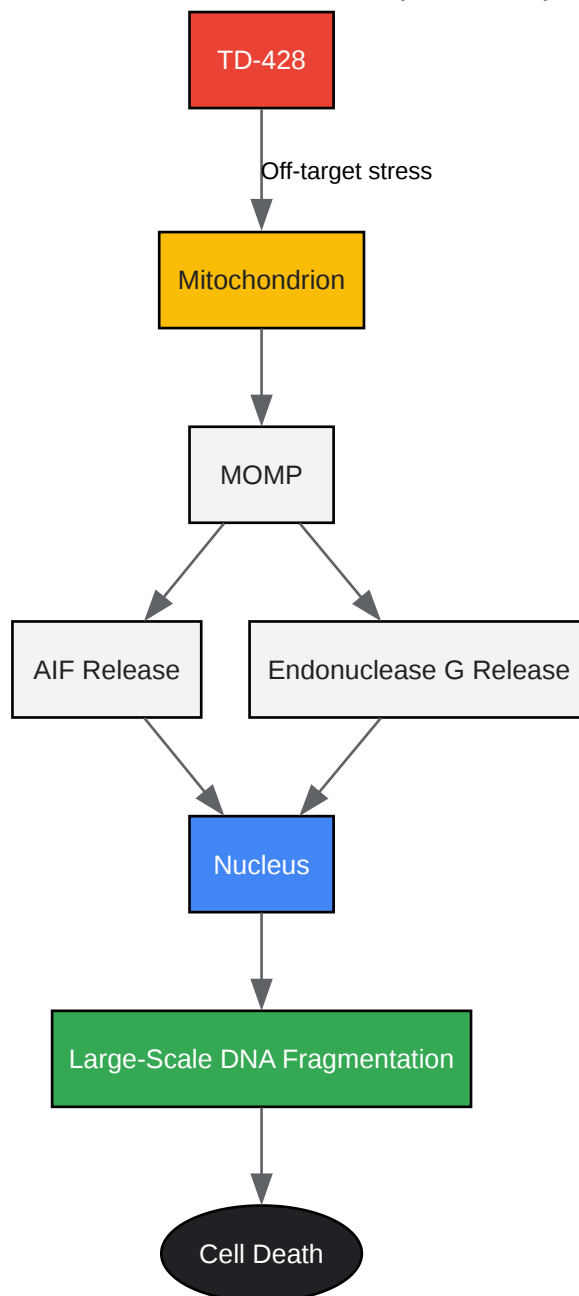 TD-428
Off-target stress
Mitochondrion
MOMP
AIF Release
Endonuclease G Release
Nucleus
Large-Scale DNA Fragmentation
Cell Death